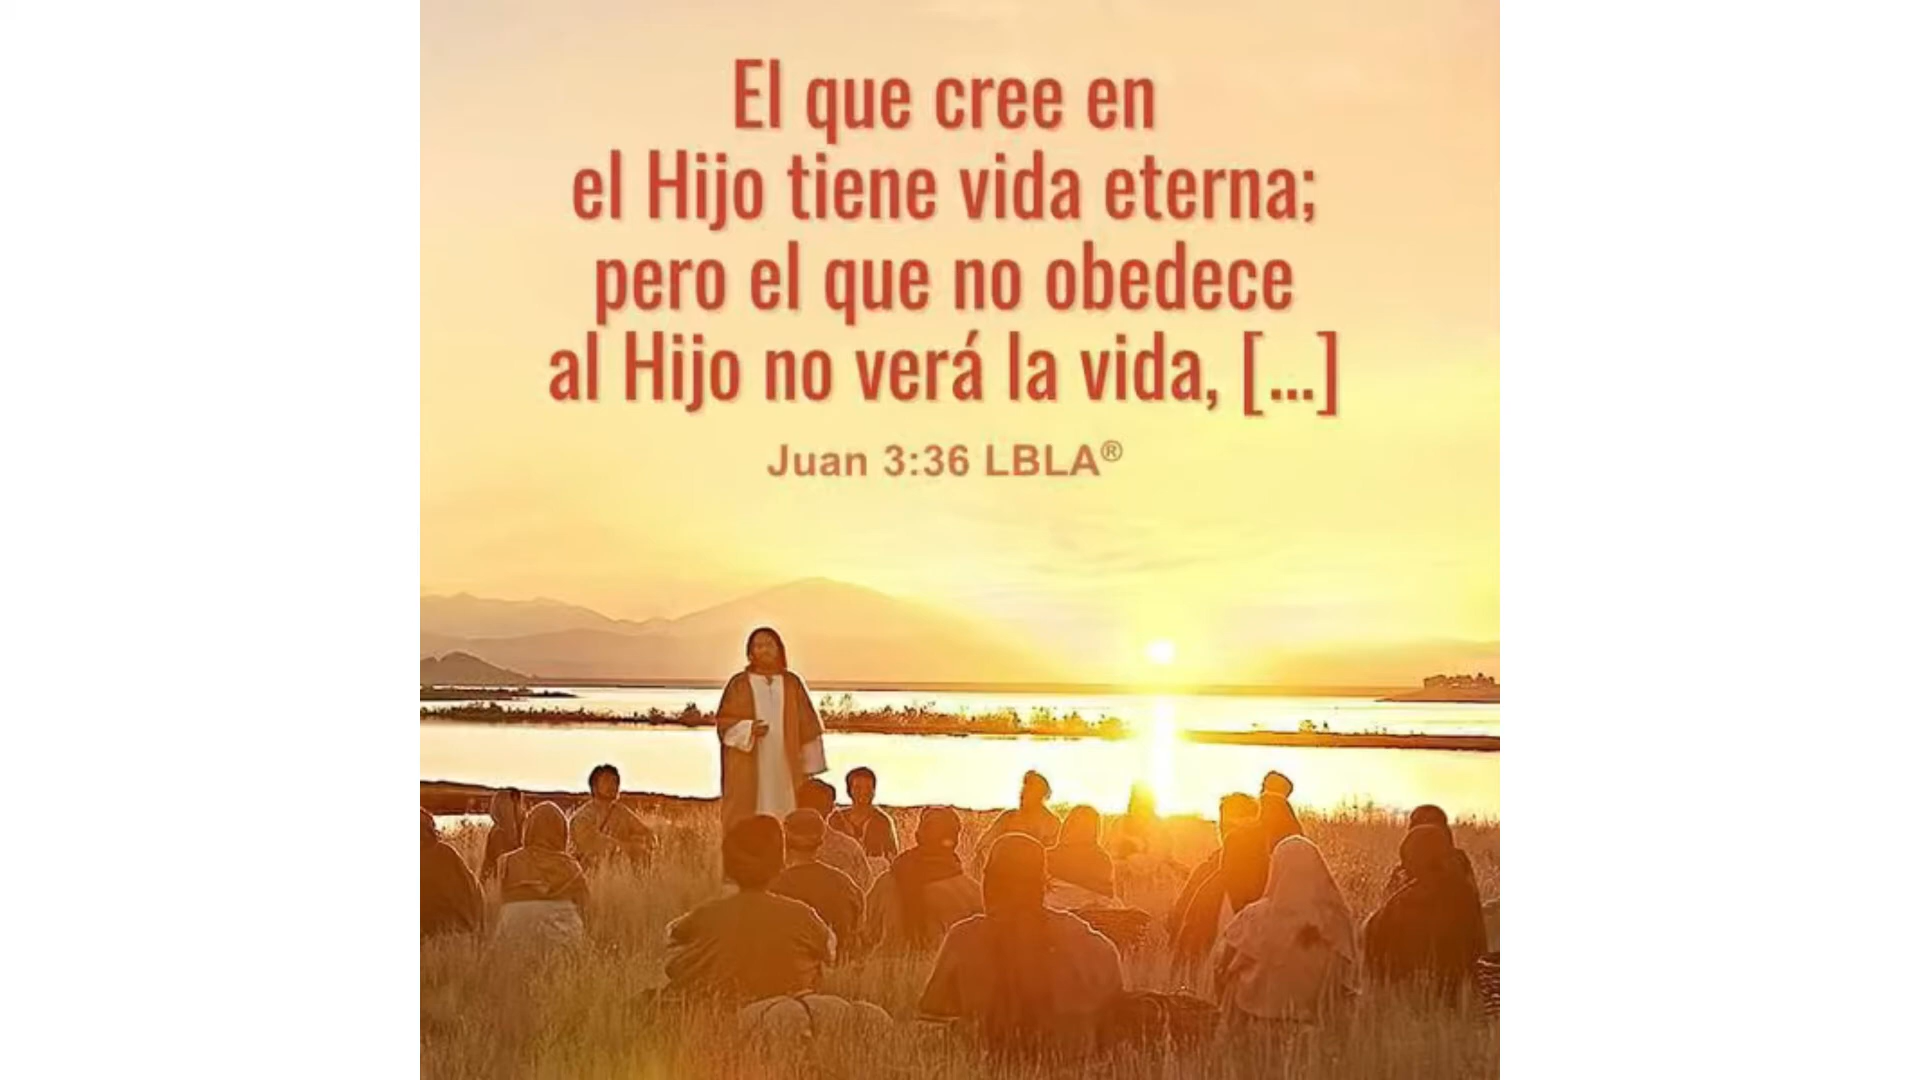 El que cree en
el Hijo tiene vida eterna;
pero el que no obedece
al Hijo no verá la vida, [...]
Juan 3:36 LBLA®